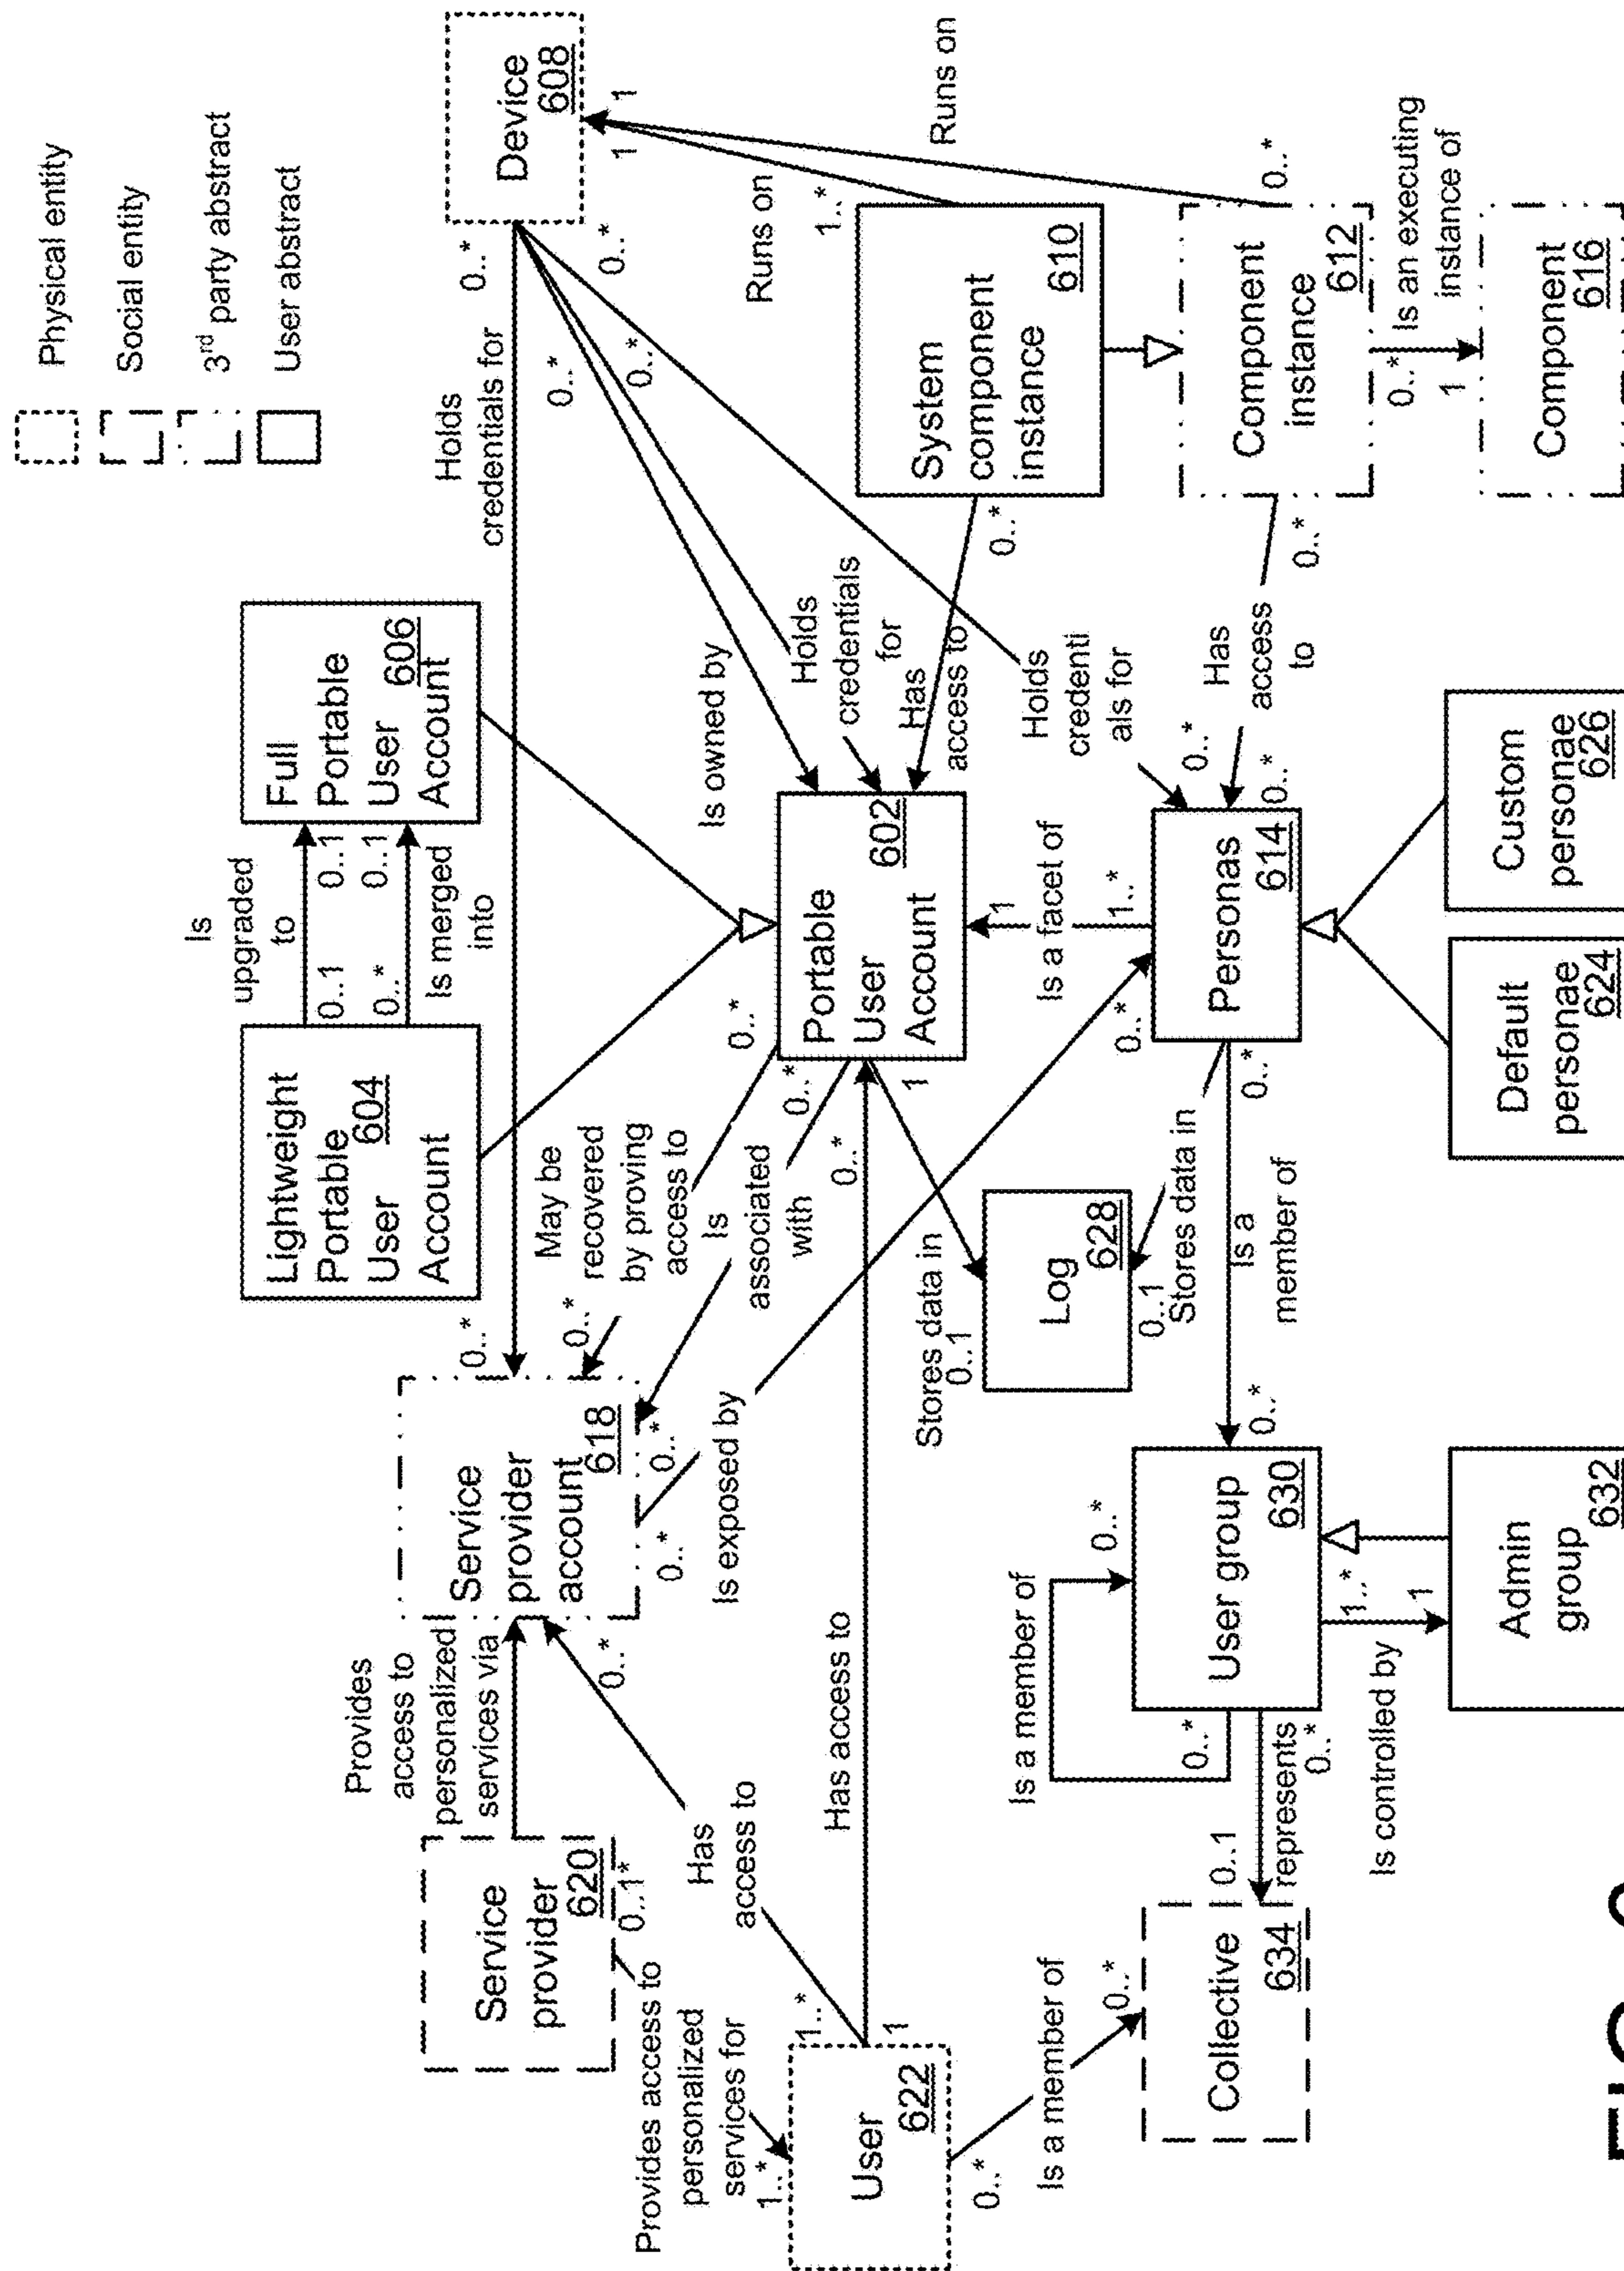 Physical entity
Social entity
3rd party abstract
User abstract
Lightweight
Portable
User 604
Account
Is
upgraded
to
0..1
0..1
0..*
0..1
Is merged
into
Full
Portable
User 606
Account
Holds
credentials for
0..*
0..*
Device
608
0..*
0..*
0..*
1
1
Provides
access to
personalized
services via
Service
provider
620
0..1*
Service
provider
account
618
May be
recovered
by proving
access to
0..*
0..*
Is
associated
with
0..*
0..*
Is owned by
Holds
credentials
for
Has
access to
0..*
Runs on
1..*
Runs on
0..*
Provides access to
personalized
services for
1..*
Has
access to
1..*
0..*
Is exposed by
0..*
0..*
User
622
1
Has access to
0..*
Portable
User
Account
602
System
component
instance
610
Stores data in
0..1
1
Log
628
0..1
Stores data in
Is a facet of
1
1..*
Holds
credenti
als for
0..*
Has
access
to
0..*
0..*
Component
instance
612
0..*
Is an executing
instance of
1
Component
616
Is a member of
0..*
0..*
Collective
634
0..1
represents
0..*
Is a member of
0..*
0..*
User group
630
0..*
Is a
member of
0..*
Personas
614
Is controlled by
1..*
1
Admin
group
632
Default
personae
624
Custom
personae
626